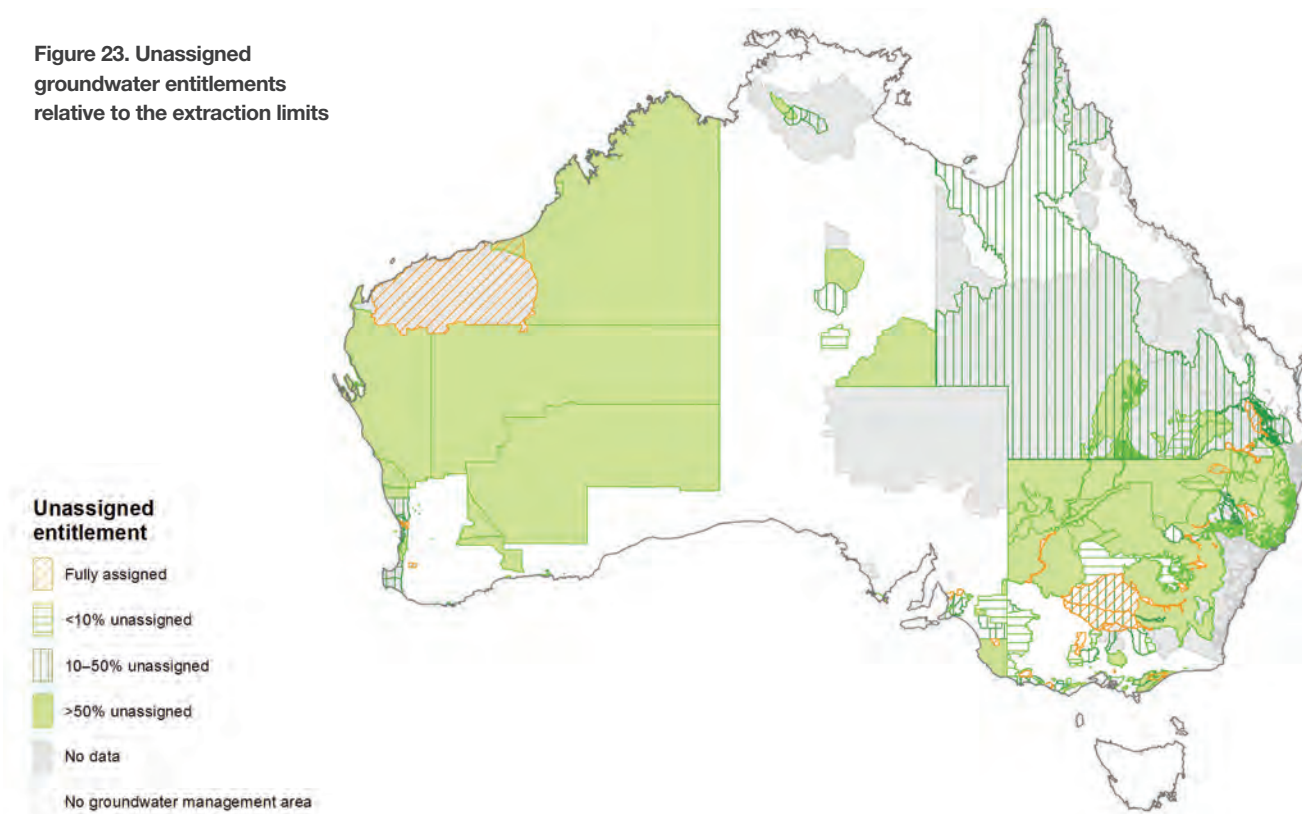 Figure 23. Unassigned
groundwater entitlements
relative to the extraction limits
Unassigned
entitlement
Fully assigned
<10% unassigned
10–50% unassigned
>50% unassigned
No data
No groundwater management area